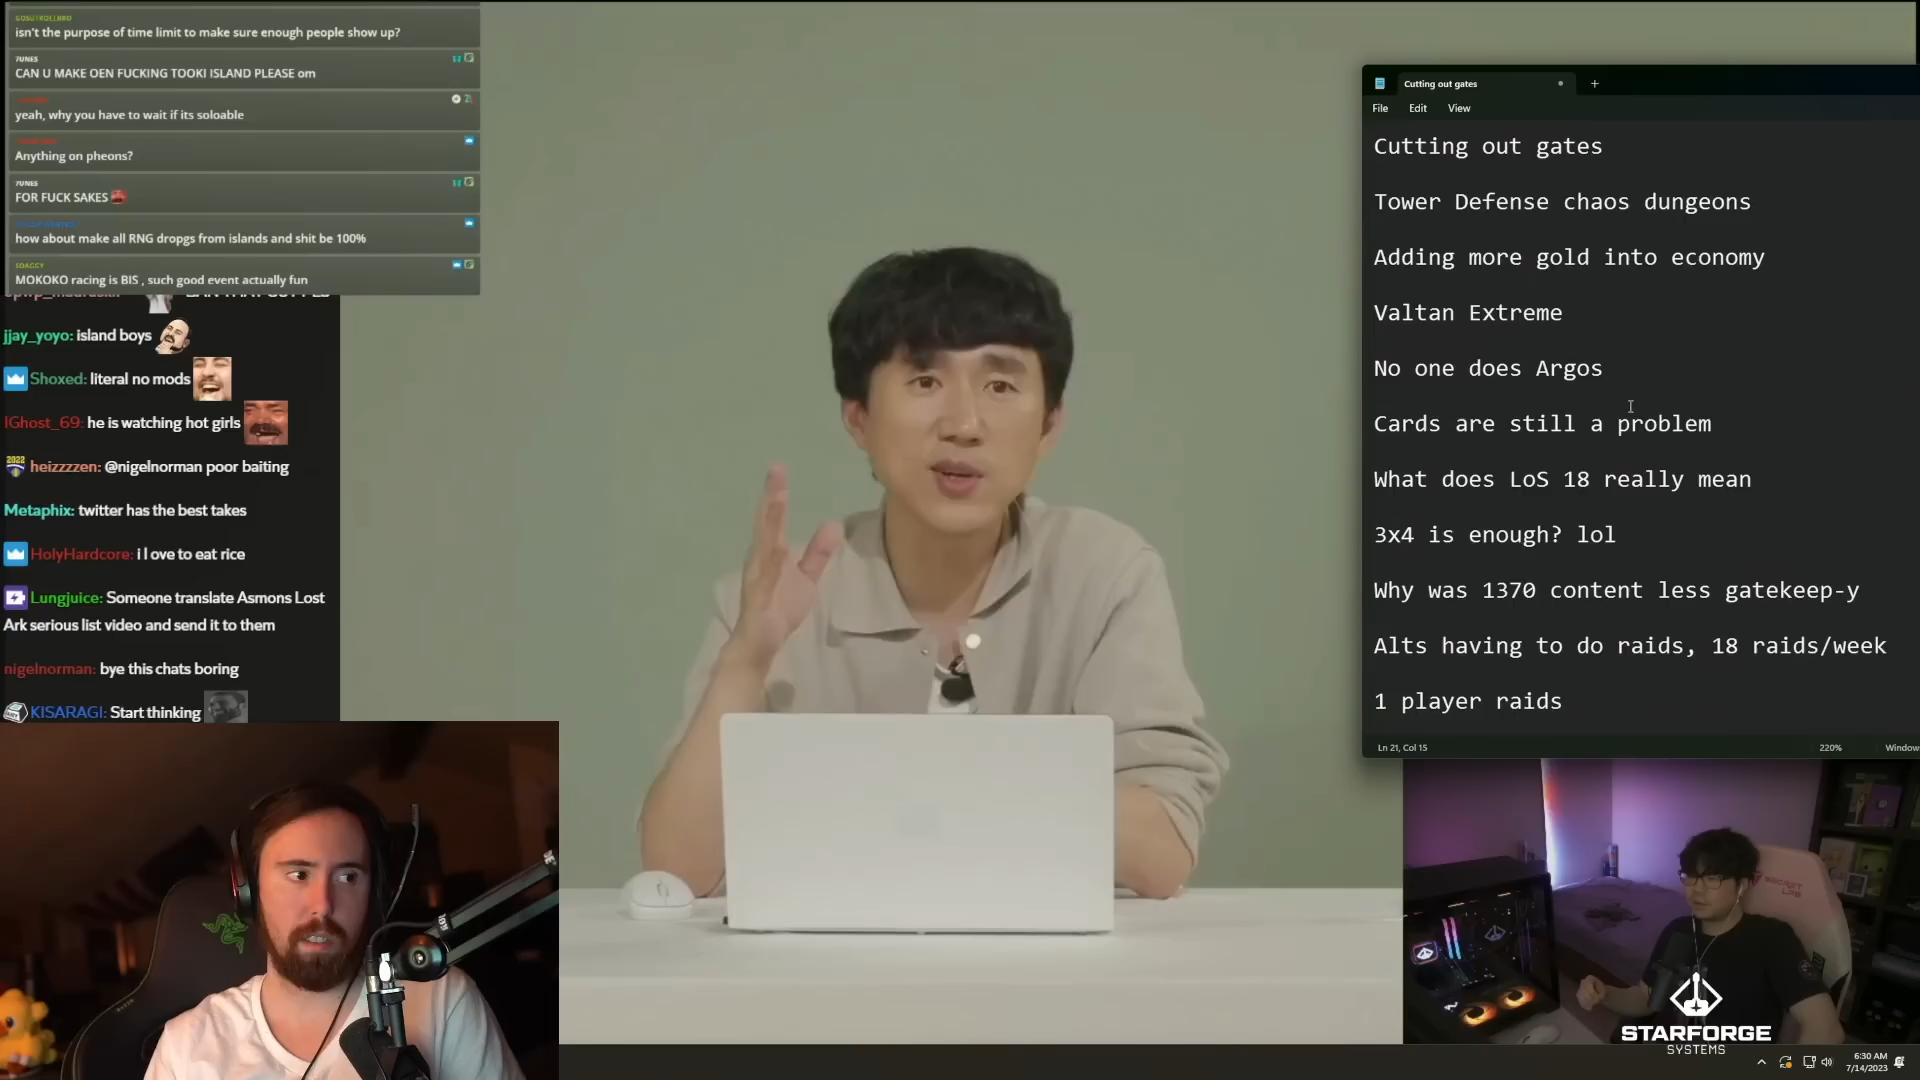 GOSUTROLLBRO
isn't the purpose of time limit to make sure enough people show up?
7UNES
CAN U MAKE OEN FUCKING TOOKI ISLAND PLEASE om
yeah, why you have to wait if its soloable
Anything on pheons?
7UNES
FOR FUCK SAKES
how about make all RNG dropgs from islands and shit be 100%
SDAGGY
MOKOKO racing is BIS , such good event actually fun
jjay_yoyo: island boys
Shoxed: literal no mods
IGhost_69: he is watching hot girls
2022
heizzzzen: @nigelnorman poor baiting
Metaphix: twitter has the best takes
HolyHardcore: i l ove to eat rice
Lungjuice: Someone translate Asmons Lost
Ark serious list video and send it to them
nigelnorman: bye this chats boring
KISARAGI: Start thinking
Cutting out gates
File Edit View
Cutting out gates
Tower Defense chaos dungeons
Adding more gold into economy
Valtan Extreme
No one does Argos
Cards are still a problem
What does LoS 18 really mean
3x4 is enough? lol
Why was 1370 content less gatekeep-y
Alts having to do raids, 18 raids/week
1 player raids
Ln 21, Col 15
220%
Window
SECRET
LAB
STARFORGE
SYSTEMS
6:30 AM
7/14/2023